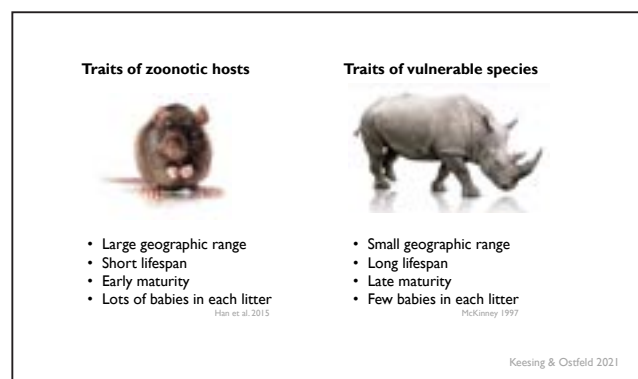 Traits of zoonotic hosts
Traits of vulnerable species
• Large geographic range
• Short lifespan
• Early maturity
• Lots of babies in each litter
Han et al. 2015
• Small geographic range
• Long lifespan
• Late maturity
• Few babies in each litter
McKinney 1997
Keesing & Ostfeld 2021